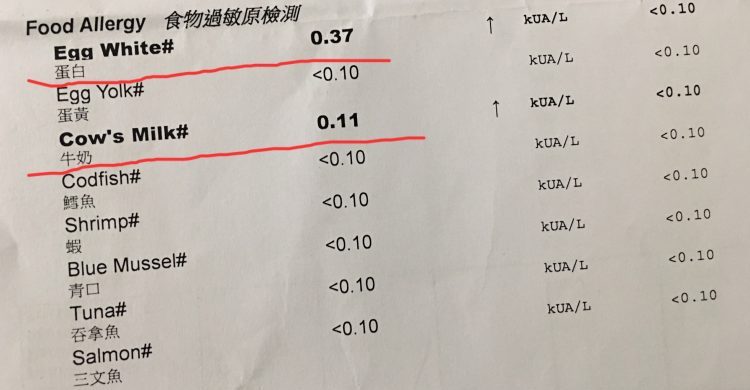 Food Allergy 食物過敏原檢測
Egg White# 0.37 ↑ kUA/L <0.10
蛋白
Egg Yolk# <0.10 kUA/L <0.10
蛋黃
Cow's Milk# 0.11 ↑ kUA/L <0.10
牛奶
Codfish# <0.10 kUA/L <0.10
鱈魚
Shrimp# <0.10 kUA/L <0.10
蝦
Blue Mussel# <0.10 kUA/L <0.10
青口
Tuna# <0.10 kUA/L <0.10
吞拿魚
Salmon# <0.10 kUA/L <0.10
三文魚